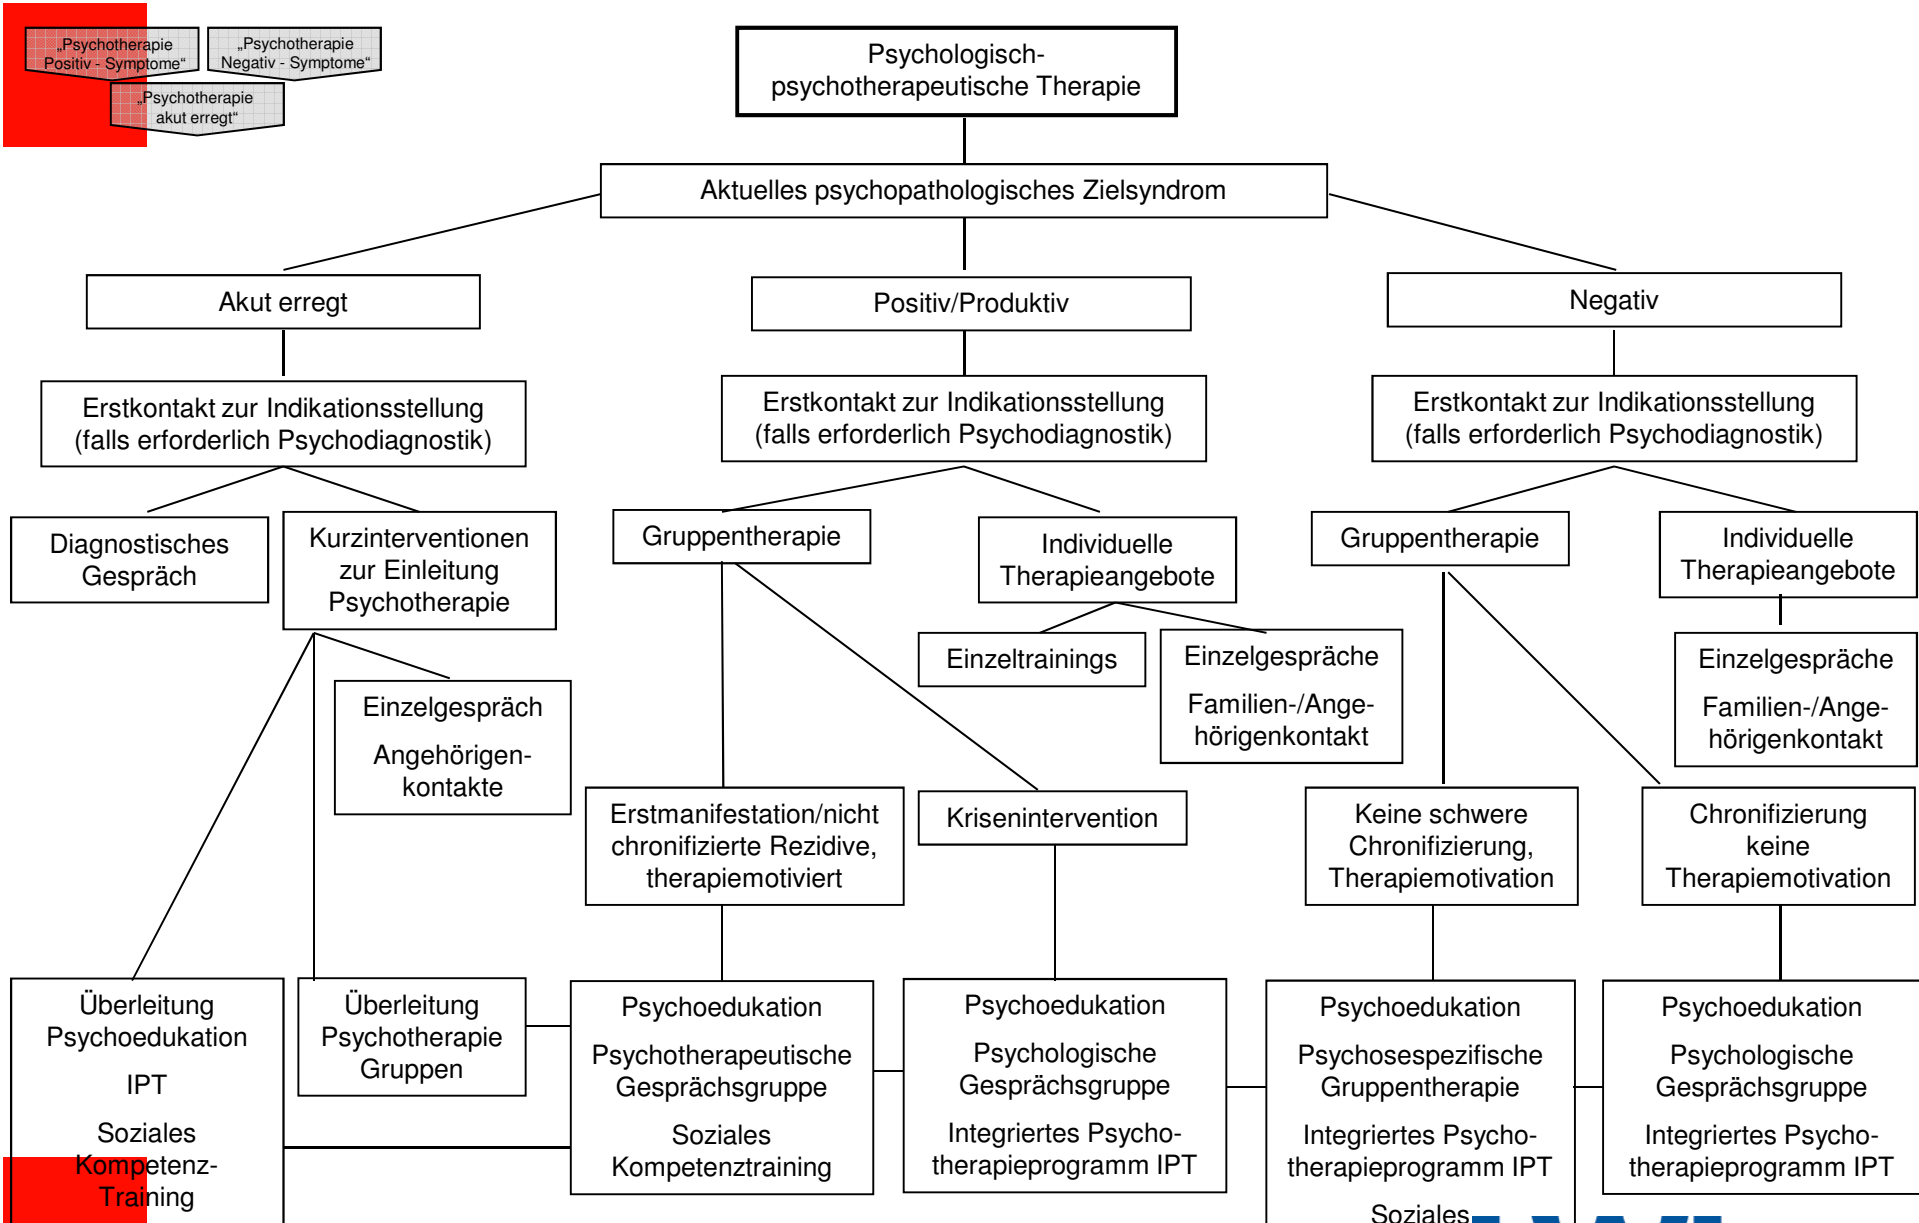 „Psychotherapie
Positiv - Symptome“
„Psychotherapie
Negativ - Symptome“
„Psychotherapie
akut erregt“
Psychologisch-
psychotherapeutische Therapie
Aktuelles psychopathologisches Zielsyndrom
Akut erregt
Positiv/Produktiv
Negativ
Erstkontakt zur Indikationsstellung
(falls erforderlich Psychodiagnostik)
Erstkontakt zur Indikationsstellung
(falls erforderlich Psychodiagnostik)
Erstkontakt zur Indikationsstellung
(falls erforderlich Psychodiagnostik)
Diagnostisches
Gespräch
Kurzinterventionen
zur Einleitung
Psychotherapie
Gruppentherapie
Individuelle
Therapieangebote
Gruppentherapie
Individuelle
Therapieangebote
Einzelgespräch
Angehörigen-
kontakte
Einzeltrainings
Einzelgespräche
Familien-/Ange-
hörigenkontakt
Einzelgespräche
Familien-/Ange-
hörigenkontakt
Erstmanifestation/nicht
chronifizierte Rezidive,
therapiemotiviert
Krisenintervention
Keine schwere
Chronifizierung,
Therapiemotivation
Chronifizierung
keine
Therapiemotivation
Überleitung
Psychoedukation
IPT
Soziales
Kompetenz-
Training
Überleitung
Psychotherapie
Gruppen
Psychoedukation
Psychotherapeutische
Gesprächsgruppe
Soziales
Kompetenztraining
Psychoedukation
Psychologische
Gesprächsgruppe
Integriertes Psycho-
therapieprogramm IPT
Psychoedukation
Psychosespezifische
Gruppentherapie
Integriertes Psycho-
therapieprogramm IPT
Soziales
Psychoedukation
Psychologische
Gesprächsgruppe
Integriertes Psycho-
therapieprogramm IPT